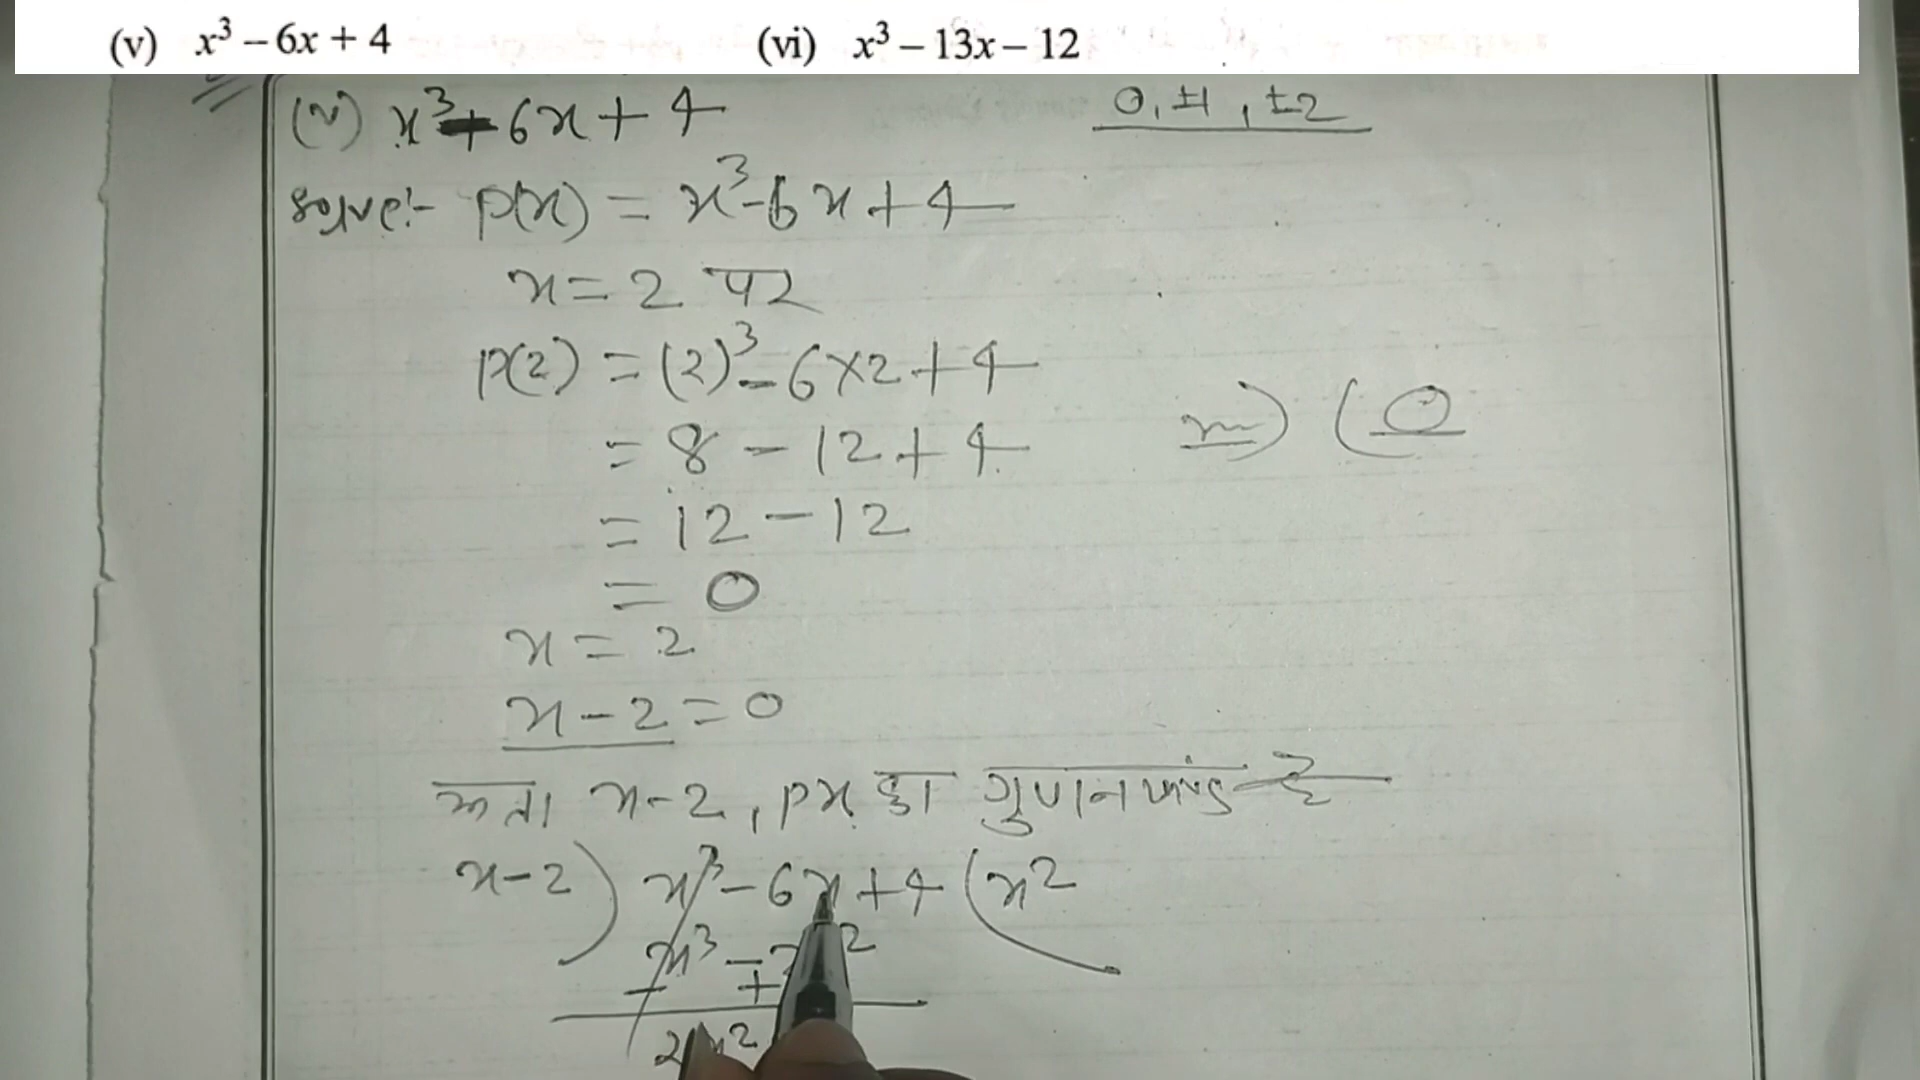 (v) x³ – 6x + 4 (vi) x³ – 13x – 12
(v) x³ - 6x + 4 0, ±1, ±2
solve:- p(x) = x³ - 6x + 4
x = 2 पर
p(2) = (2)³ - 6×2 + 4
= 8 - 12 + 4
= 12 - 12
= 0
x = 2
x - 2 = 0
अतः x-2, px का गुणनखंड है
x-2) x³ - 6x + 4 (x²
x³ -
2x²